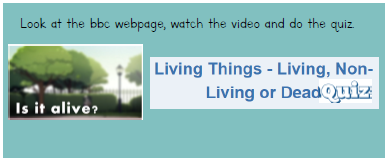 Look at the bbc webpage, watch the video and do the quiz.
Is it alive?
Living Things - Living, Non-
Living or Dead Quiz